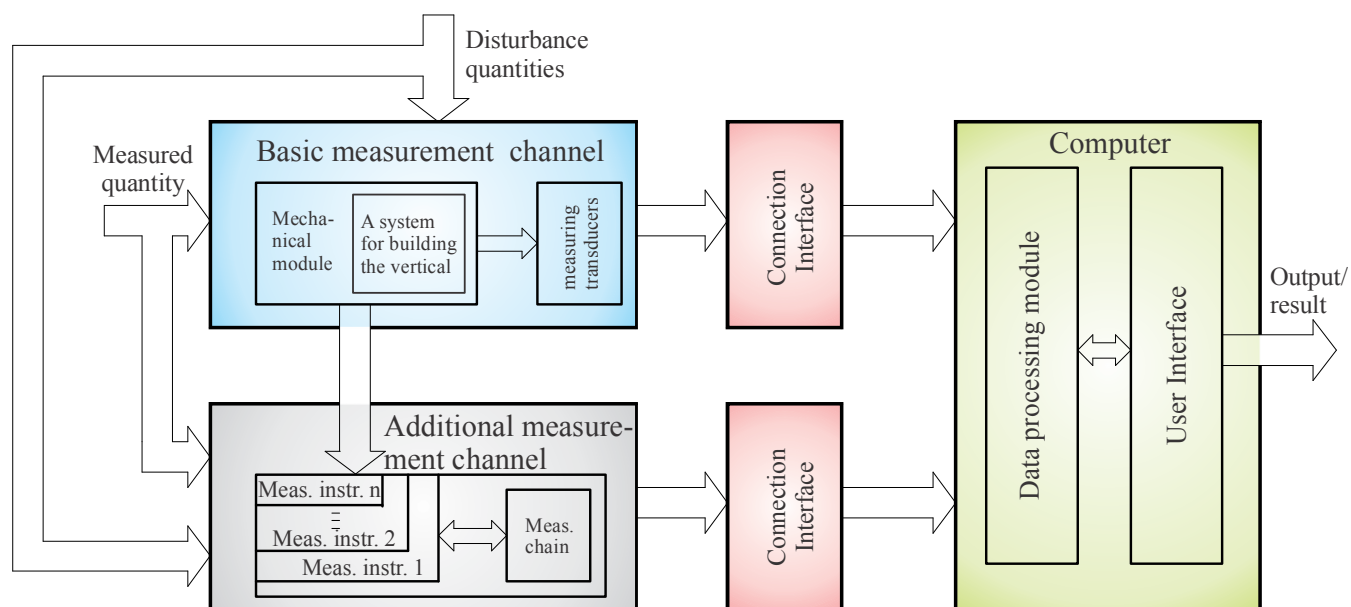 Disturbance
quantities
Measured
quantity
Basic measurement channel
Mecha-
nical
module
A system
for building
the vertical
measuring
transducers
Connection
Interface
Computer
Data processing module
User Interface
Output/
result
Additional measure-
ment channel
Meas. instr. n
...
Meas. instr. 2
Meas. instr. 1
Meas.
chain
Connection
Interface